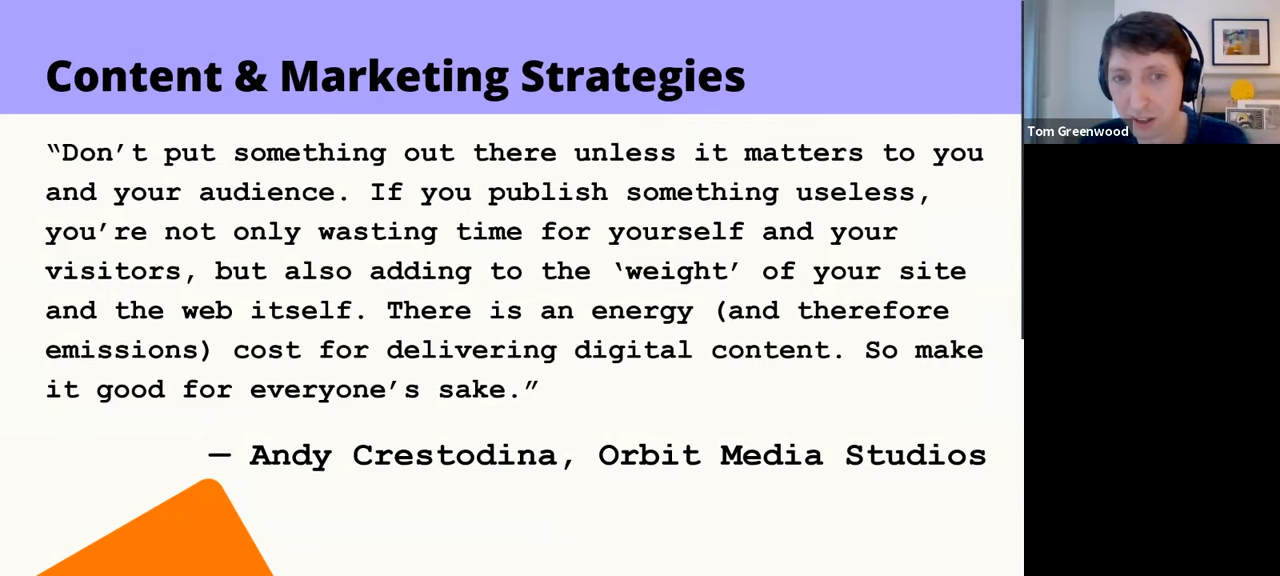 Content & Marketing Strategies
“Don’t put something out there unless it matters to you
and your audience. If you publish something useless,
you’re not only wasting time for yourself and your
visitors, but also adding to the ‘weight’ of your site
and the web itself. There is an energy (and therefore
emissions) cost for delivering digital content. So make
it good for everyone’s sake.”
— Andy Crestodina, Orbit Media Studios
Tom Greenwood